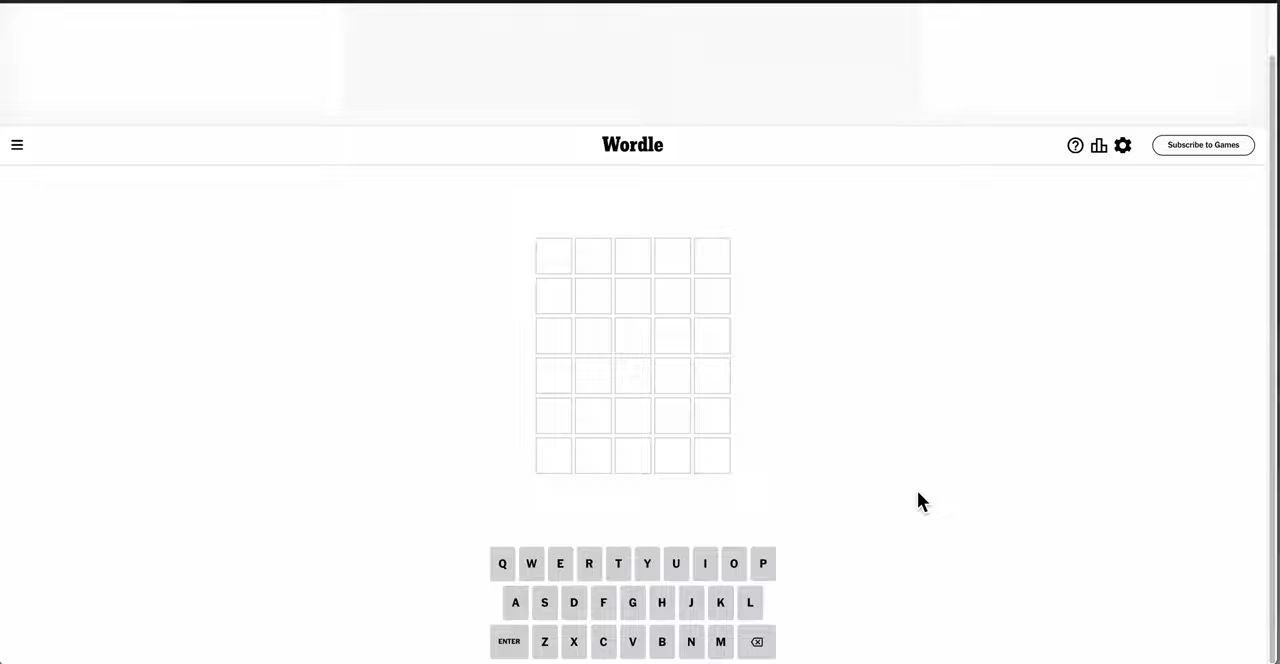 Wordle
Subscribe to Games
Q W E R T Y U I O P
A S D F G H J K L
ENTER Z X C V B N M